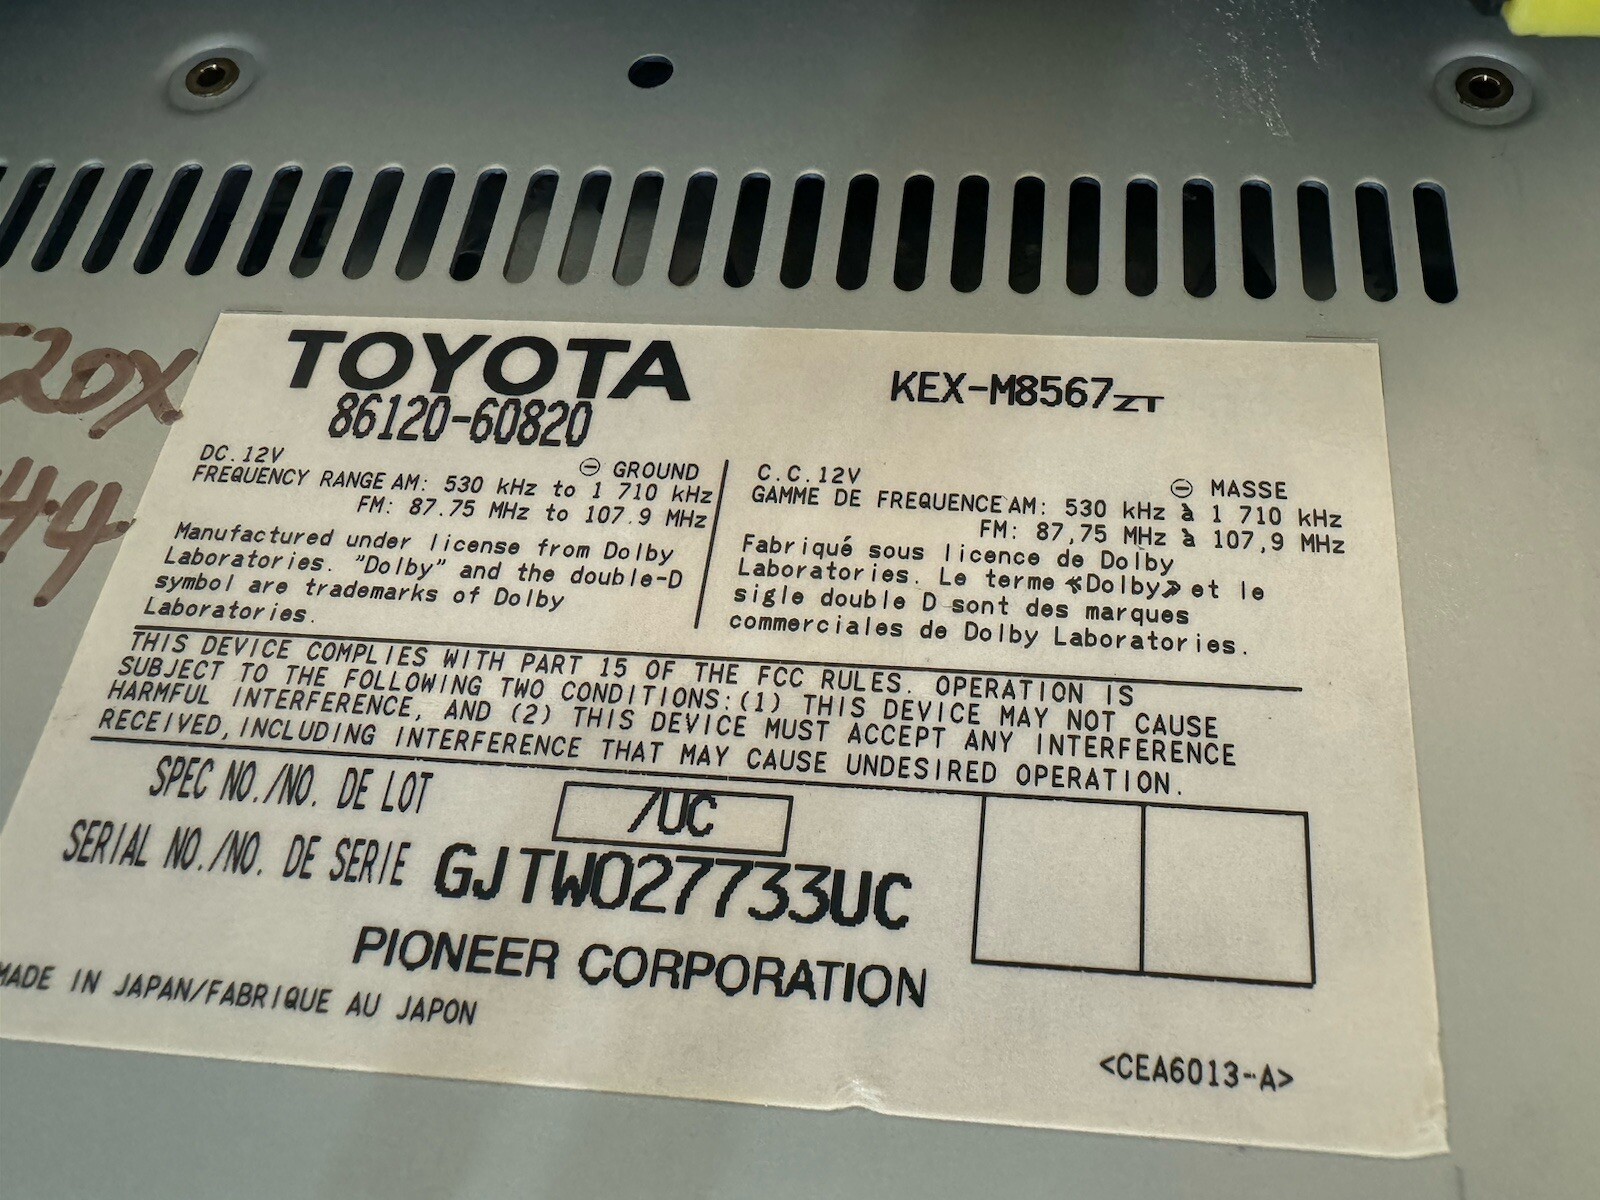 TOYOTA
86120-60820
KEX-M8567ZT
DC.12V
⊖ GROUND
FREQUENCY RANGE AM: 530 kHz to 1 710 kHz
FM: 87.75 MHz to 107.9 MHz
Manufactured under license from Dolby
Laboratories. "Dolby" and the double-D
symbol are trademarks of Dolby
Laboratories.
C.C.12V
⊖ MASSE
GAMME DE FREQUENCE AM: 530 kHz à 1 710 kHz
FM: 87,75 MHz à 107,9 MHz
Fabriqué sous licence de Dolby
Laboratories. Le terme «Dolby» et le
sigle double D sont des marques
commerciales de Dolby Laboratories.
THIS DEVICE COMPLIES WITH PART 15 OF THE FCC RULES. OPERATION IS
SUBJECT TO THE FOLLOWING TWO CONDITIONS:(1) THIS DEVICE MAY NOT CAUSE
HARMFUL INTERFERENCE, AND (2) THIS DEVICE MUST ACCEPT ANY INTERFERENCE
RECEIVED, INCLUDING INTERFERENCE THAT MAY CAUSE UNDESIRED OPERATION.
SPEC NO./NO. DE LOT
/UC
SERIAL NO./NO. DE SERIE GJTW027733UC
PIONEER CORPORATION
MADE IN JAPAN/FABRIQUE AU JAPON
<CEA6013-A>